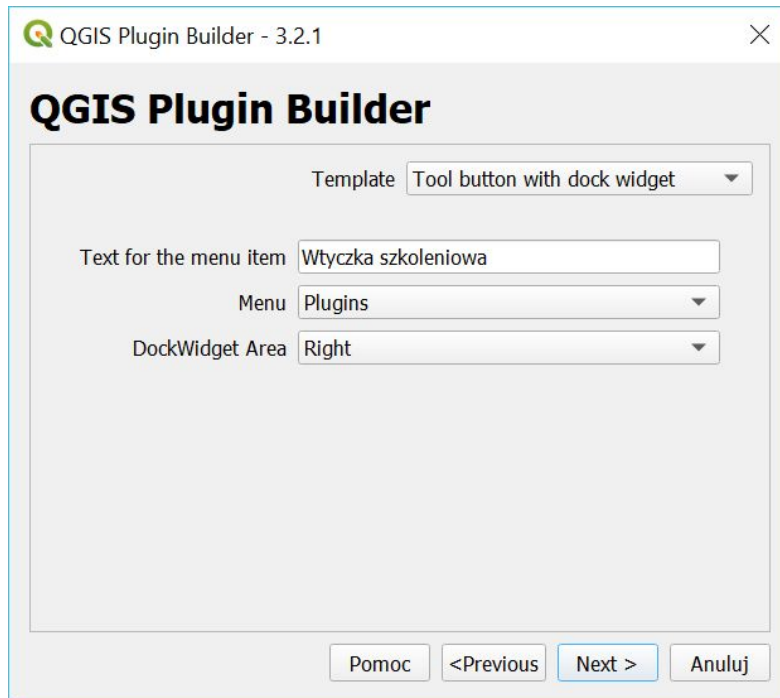 QGIS Plugin Builder - 3.2.1
QGIS Plugin Builder
Template Tool button with dock widget
Text for the menu item Wtyczka szkoleniowa
Menu Plugins
DockWidget Area Right
Pomoc <Previous Next > Anuluj